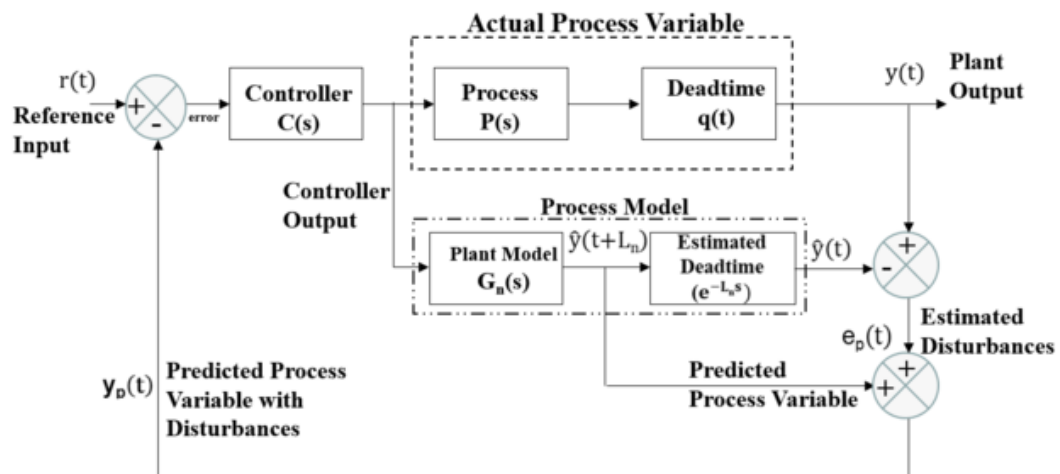 Actual Process Variable
r(t)
Reference
Input
+
-
error
Controller
C(s)
Process
P(s)
Deadtime
q(t)
y(t)
Plant
Output
Controller
Output
Process Model
Plant Model
Gₙ(s)
ŷ(t+Lₙ)
Estimated
Deadtime
(e^{-Lₙs})
ŷ(t)
+
-
Estimated
Disturbances
eₚ(t)
+
+
Predicted
Process Variable
yₚ(t)
Predicted Process
Variable with
Disturbances